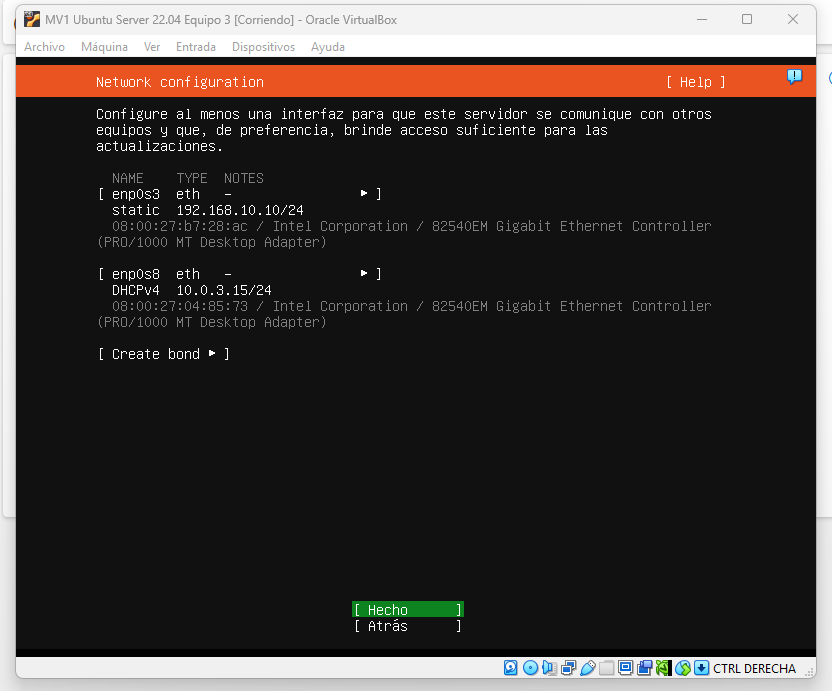 MV1 Ubuntu Server 22.04 Equipo 3 [Corriendo] - Oracle VirtualBox
Archivo Máquina Ver Entrada Dispositivos Ayuda
Network configuration [ Help ]
Configure al menos una interfaz para que este servidor se comunique con otros
equipos y que, de preferencia, brinde acceso suficiente para las
actualizaciones.
NAME TYPE NOTES
[ enp0s3 eth - ▸ ]
static 192.168.10.10/24
08:00:27:b7:28:ac / Intel Corporation / 82540EM Gigabit Ethernet Controller
(PRO/1000 MT Desktop Adapter)
[ enp0s8 eth - ▸ ]
DHCPv4 10.0.3.15/24
08:00:27:04:85:73 / Intel Corporation / 82540EM Gigabit Ethernet Controller
(PRO/1000 MT Desktop Adapter)
[ Create bond ▸ ]
[ Hecho ]
[ Atrás ]
CTRL DERECHA